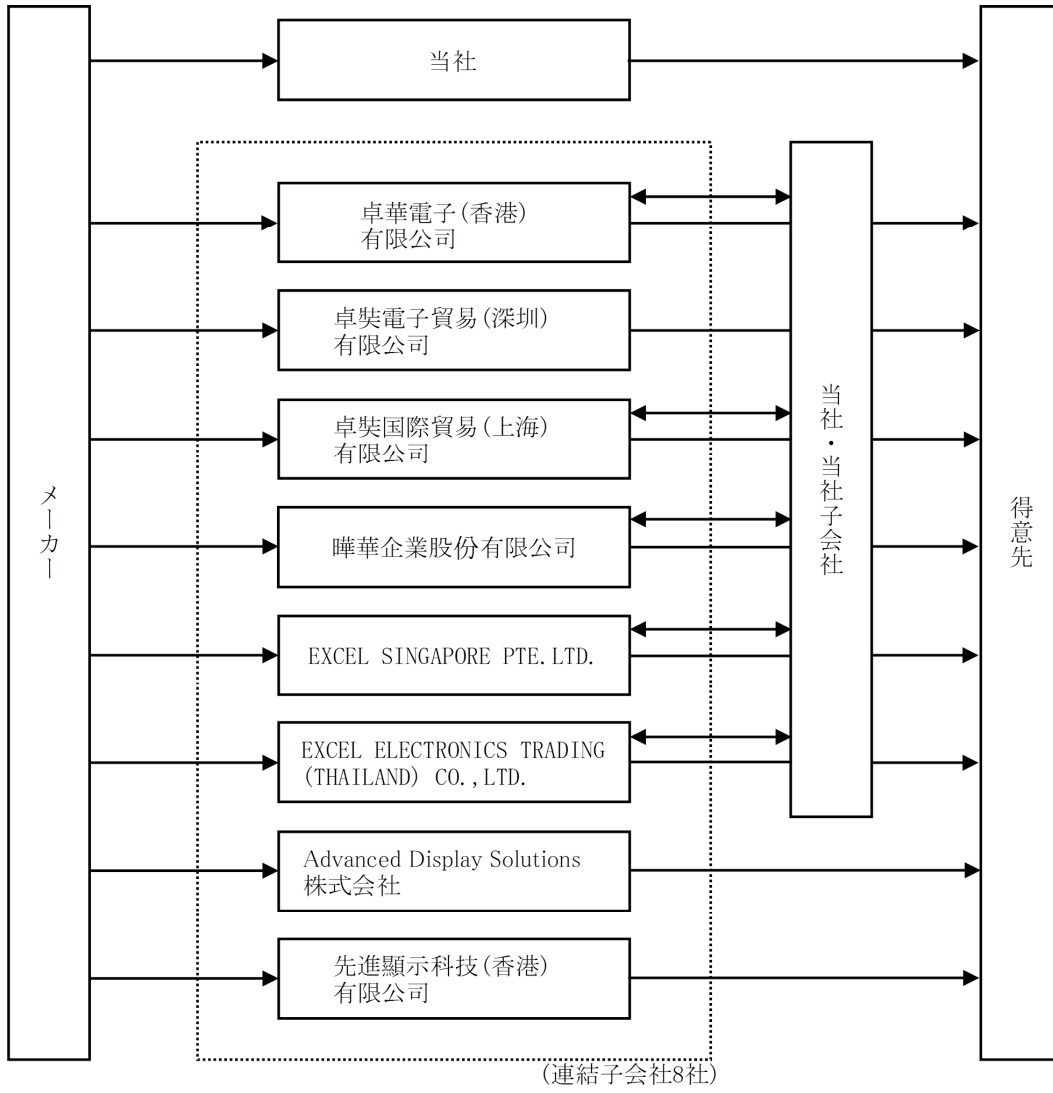 当社
卓華電子(香港)
有限公司
卓奘電子貿易(深圳)
有限公司
卓奘国際貿易(上海)
有限公司
曄華企業股份有限公司
EXCEL SINGAPORE PTE.LTD.
EXCEL ELECTRONICS TRADING
(THAILAND) CO.,LTD.
Advanced Display Solutions
株式会社
先進顯示科技(香港)
有限公司
メーカー
当社・当社子会社
得意先
(連結子会社8社)